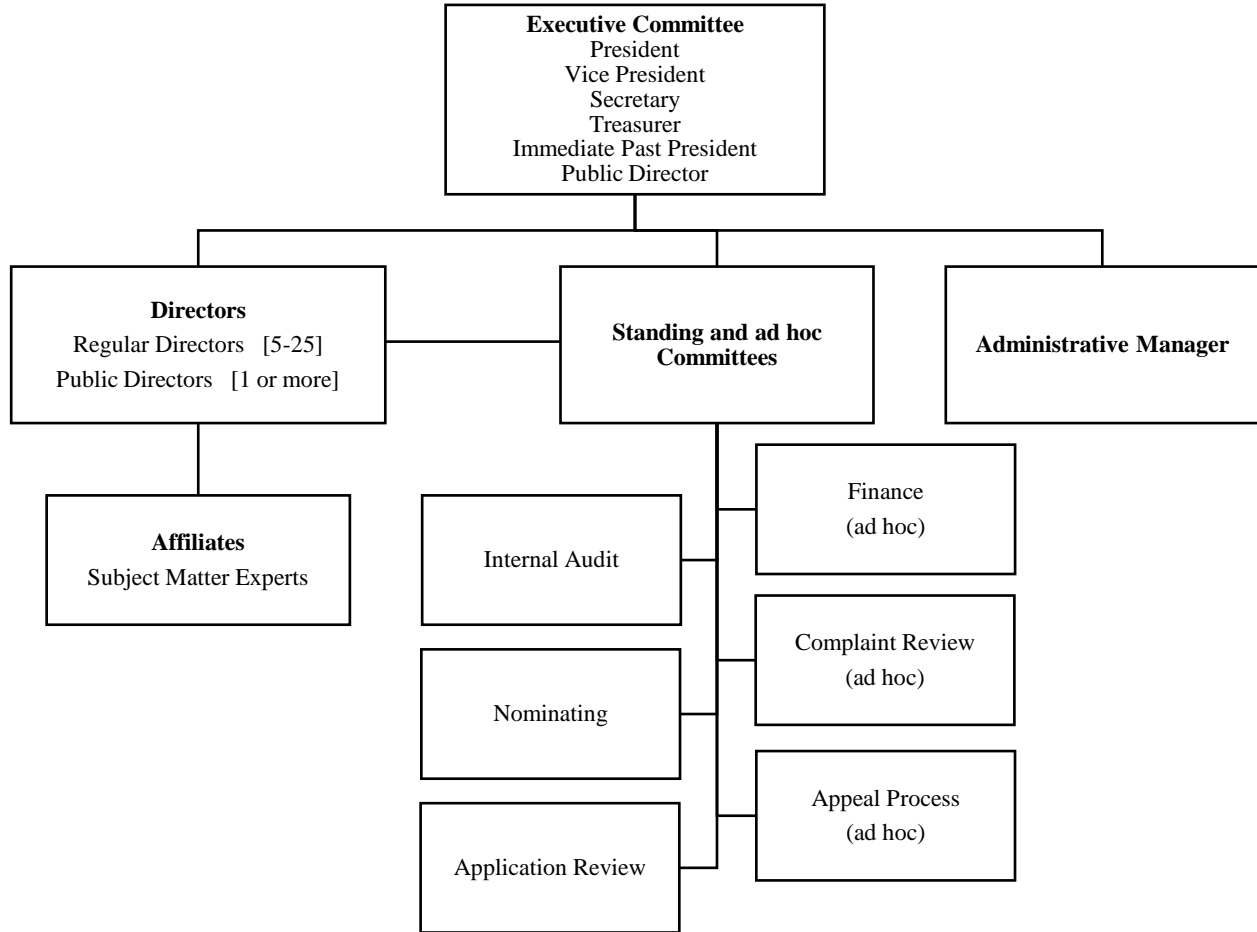 Executive Committee
President
Vice President
Secretary
Treasurer
Immediate Past President
Public Director
Directors
Regular Directors [5-25]
Public Directors [1 or more]
Standing and ad hoc
Committees
Administrative Manager
Affiliates
Subject Matter Experts
Internal Audit
Nominating
Application Review
Finance
(ad hoc)
Complaint Review
(ad hoc)
Appeal Process
(ad hoc)